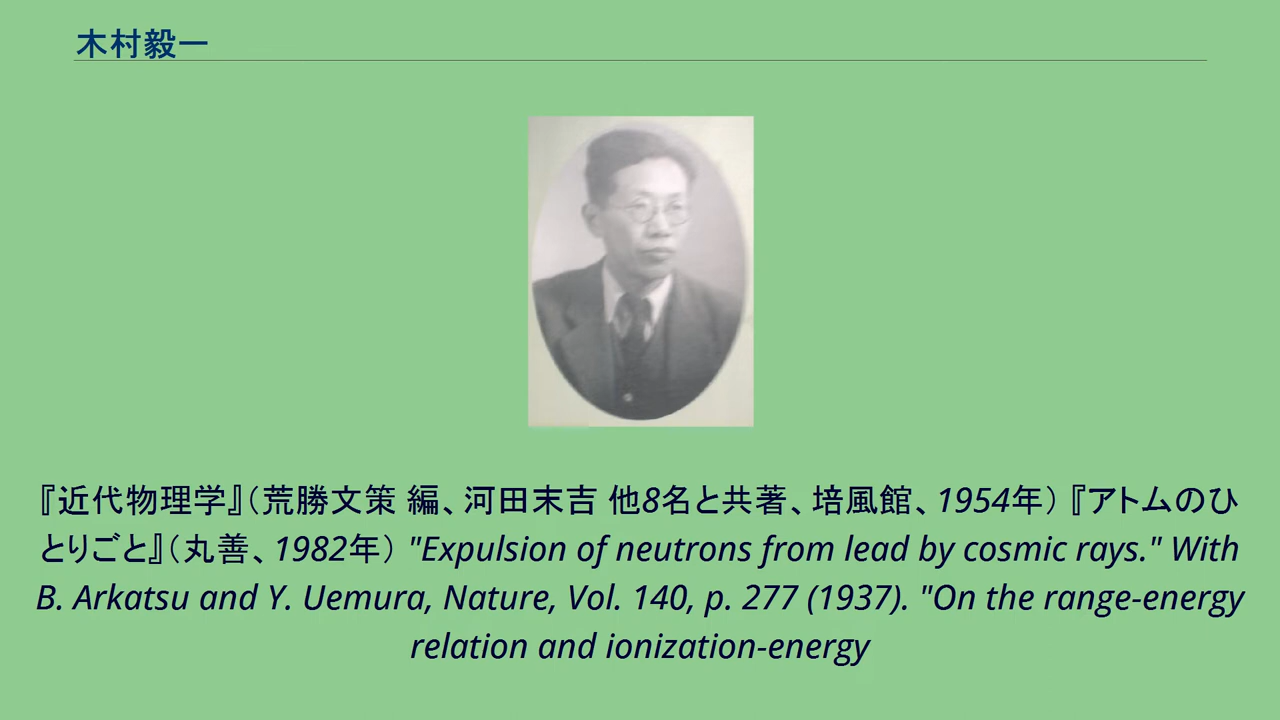 木村毅一
『近代物理学』（荒勝文策 編、河田末吉 他8名と共著、培風館、1954年）『アトムのひ
とりごと』（丸善、1982年） "Expulsion of neutrons from lead by cosmic rays." With
B. Arkatsu and Y. Uemura, Nature, Vol. 140, p. 277 (1937). "On the range-energy
relation and ionization-energy